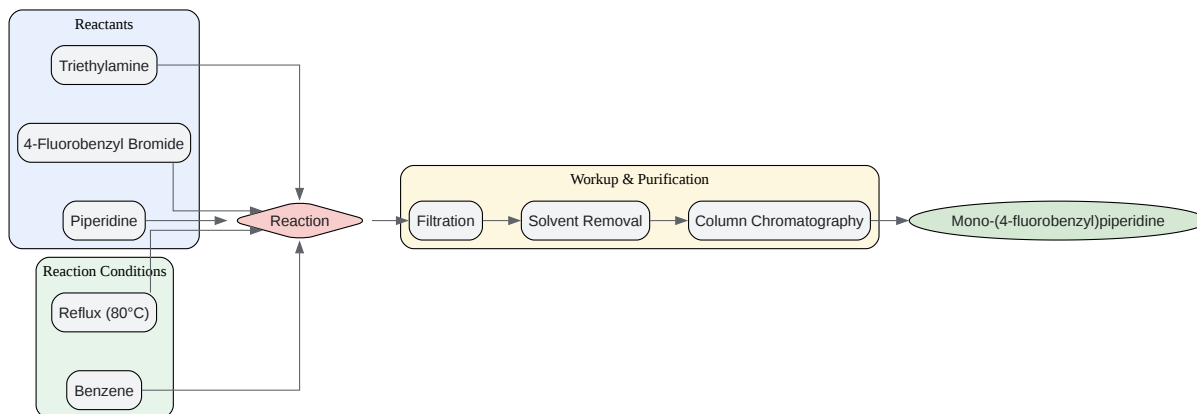 Reactants
Triethylamine
4-Fluorobenzyl Bromide
Piperidine
Reaction Conditions
Reflux (80°C)
Benzene
Reaction
Workup & Purification
Filtration
Solvent Removal
Column Chromatography
Mono-(4-fluorobenzyl)piperidine